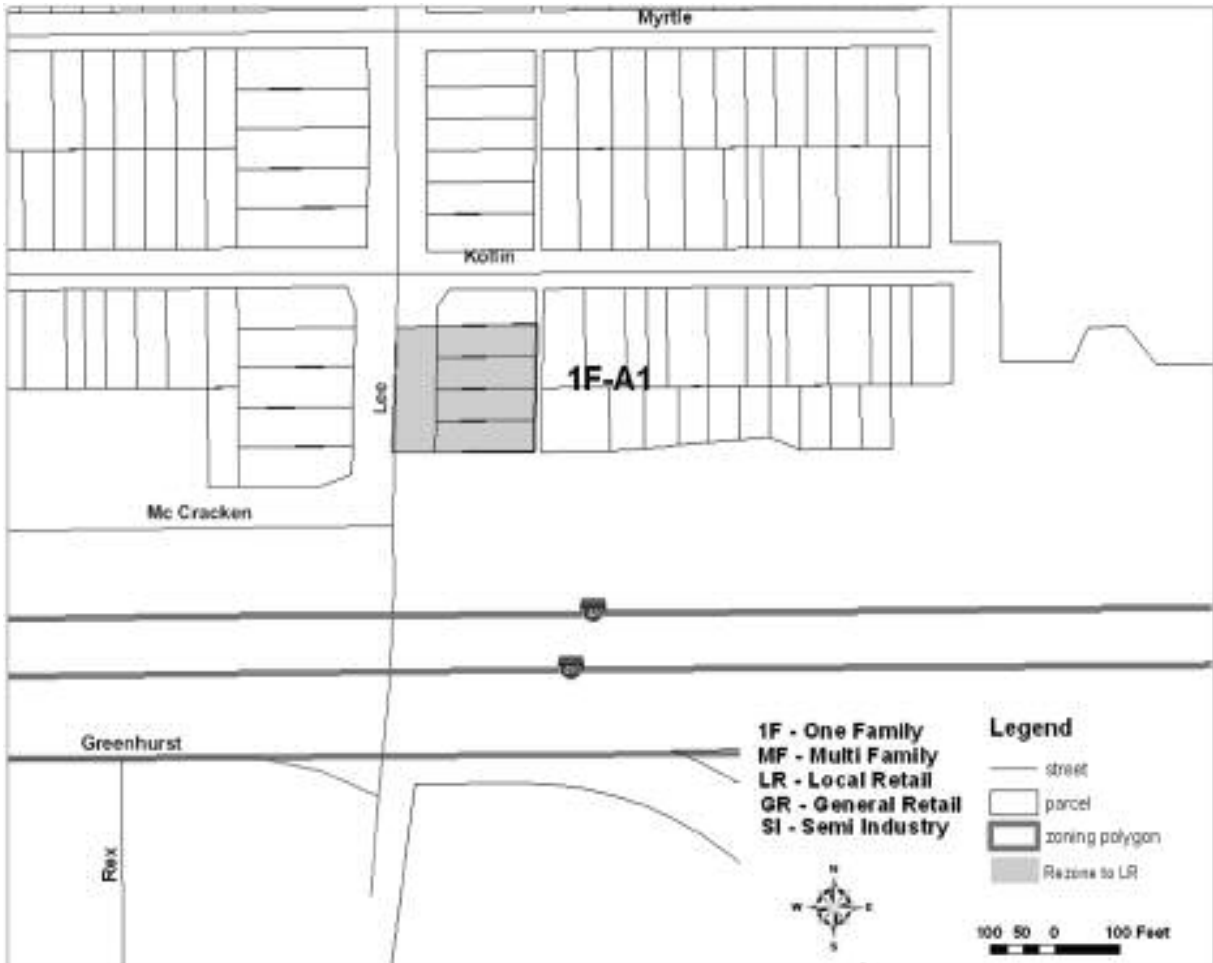 Myrtle
Kollin
1F-A1
Lee
Mc Cracken
Greenhurst
Rex
1F - One Family
MF - Multi Family
LR - Local Retail
GR - General Retail
SI - Semi Industry
Legend
street
parcel
zoning polygon
Rezone to LR
N
W E
S
100 50 0 100 Feet